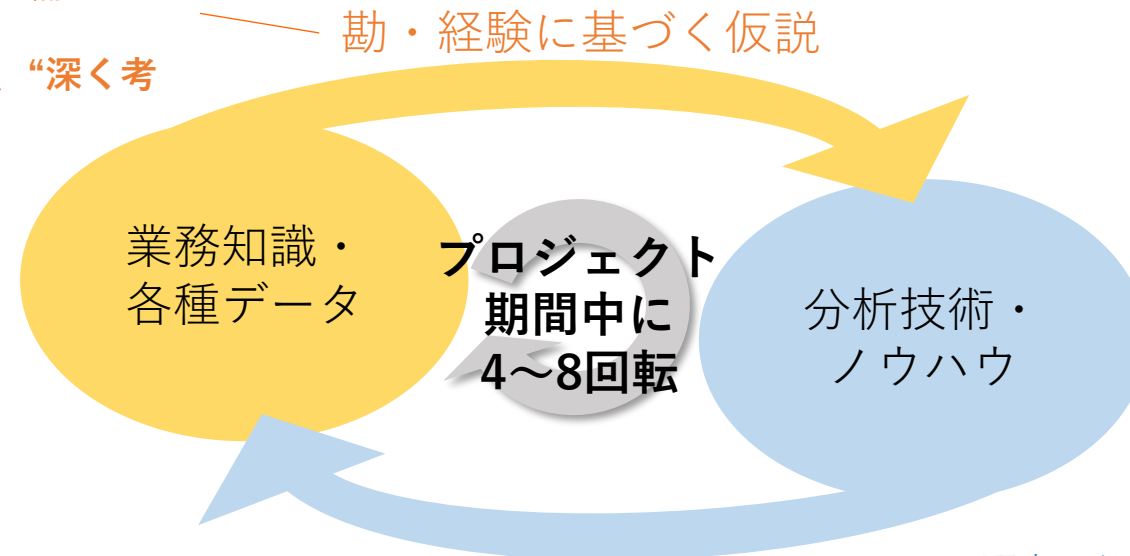 勘・経験に基づく仮説
“深く考
業務知識・
各種データ
プロジェクト
期間中に
4〜8回転
分析技術・
ノウハウ